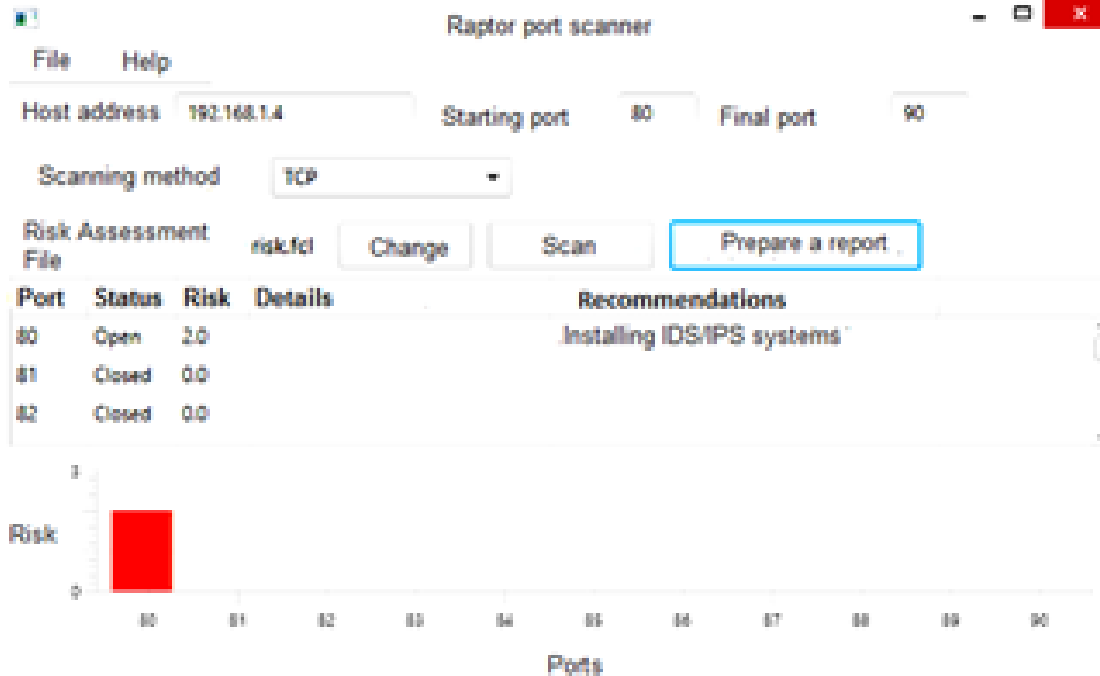 Raptor port scanner
File Help
Host address 192.168.1.4 Starting port 80 Final port 90
Scanning method TCP
Risk Assessment
File risk.fcl Change Scan Prepare a report
Port Status Risk Details Recommendations
80 Open 2.0 Installing IDS/IPS systems
81 Closed 0.0
82 Closed 0.0
3
Risk
0
80 81 82 83 84 85 86 87 88 89 90
Ports